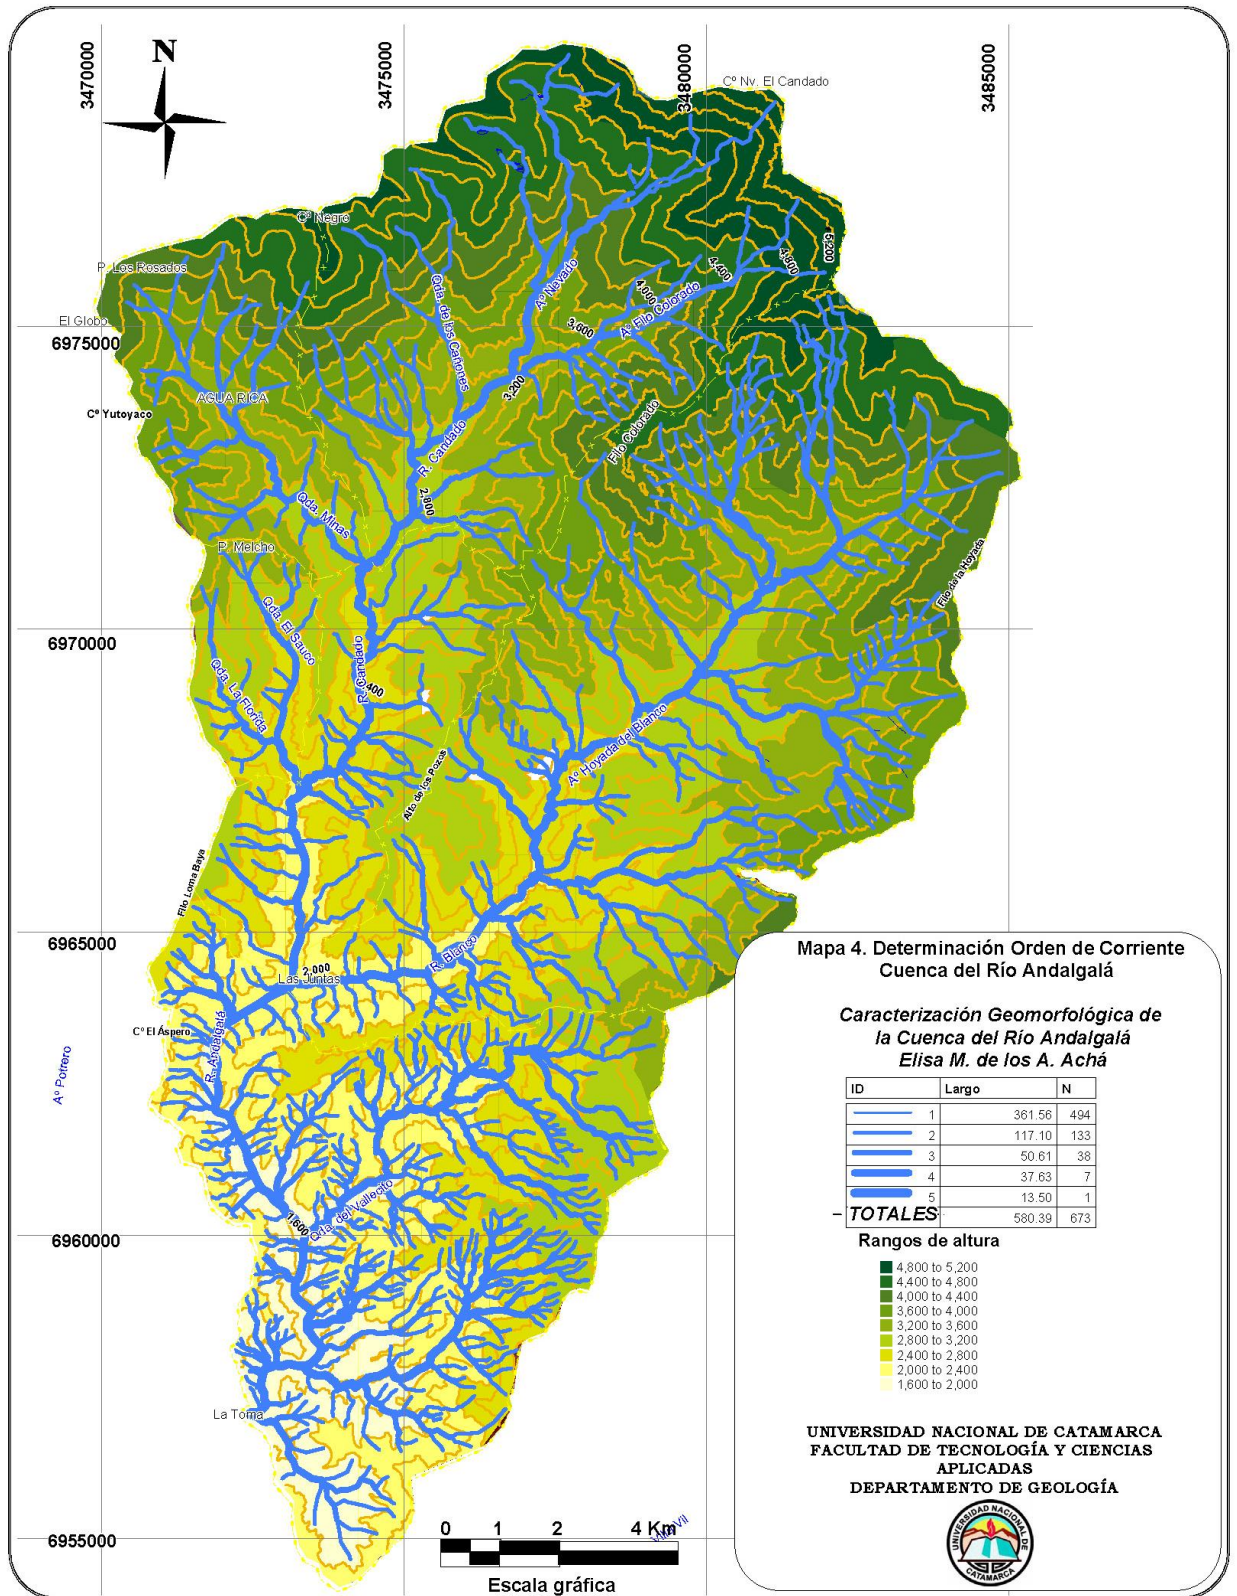 N
3470000
3475000
3480000
3485000
Cº Nv. El Candado
Cº Negro
P. Los Rosados
El Globo
6975000
AGUA RICA
Cº Yutoyaco
Qda. de los Cañones
Aº Nevado
Aº Filo Colorado
5,200
4,800
4,400
4,000
3,600
3,200
Filo Colorado
R. Candado
2,800
Qda. Minas
P. Melcho
Qda. El Sauco
Qda. La Florida
R. Candado
2,400
6970000
Filo de la Hoyada
Aº Hoyada del Blanco
Alto de los Pozos
Filo Loma Baya
6965000
R. Blanco
2,000
Las Juntas
Cº El Áspero
R. Andalgalá
Aº Potrero
1,600
Qda. del Vallecito
6960000
La Toma
6955000
0 1 2 4 Km
Escala gráfica
Mapa 4. Determinación Orden de Corriente
Cuenca del Río Andalgalá
Caracterización Geomorfológica de
la Cuenca del Río Andalgalá
Elisa M. de los A. Achá
ID Largo N
1 361.56 494
2 117.10 133
3 50.61 38
4 37.63 7
5 13.50 1
– TOTALES 580.39 673
Rangos de altura
4,800 to 5,200
4,400 to 4,800
4,000 to 4,400
3,600 to 4,000
3,200 to 3,600
2,800 to 3,200
2,400 to 2,800
2,000 to 2,400
1,600 to 2,000
UNIVERSIDAD NACIONAL DE CATAMARCA
FACULTAD DE TECNOLOGÍA Y CIENCIAS
APLICADAS
DEPARTAMENTO DE GEOLOGÍA
UNIVERSIDAD NACIONAL DE
CATAMARCA